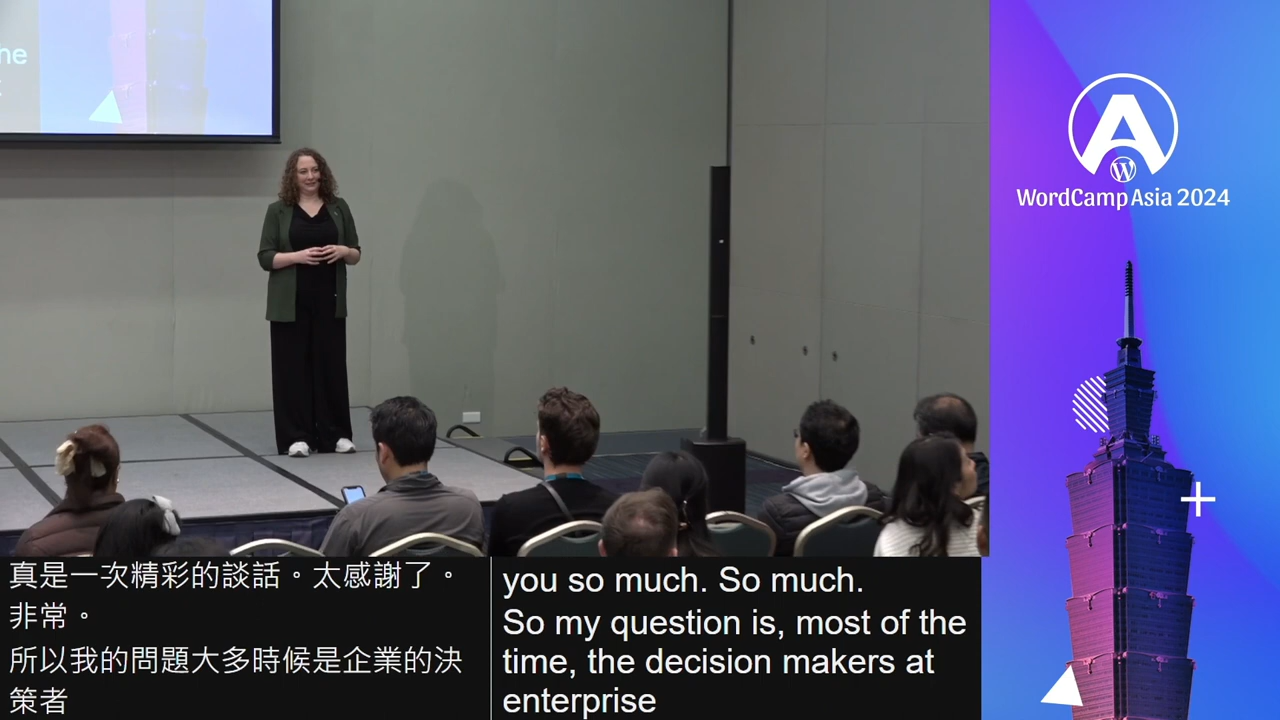 he
WordCamp Asia 2024
真是一次精彩的談話。太感謝了。
非常。
所以我的問題大多時候是企業的決
策者
you so much. So much.
So my question is, most of the
time, the decision makers at
enterprise